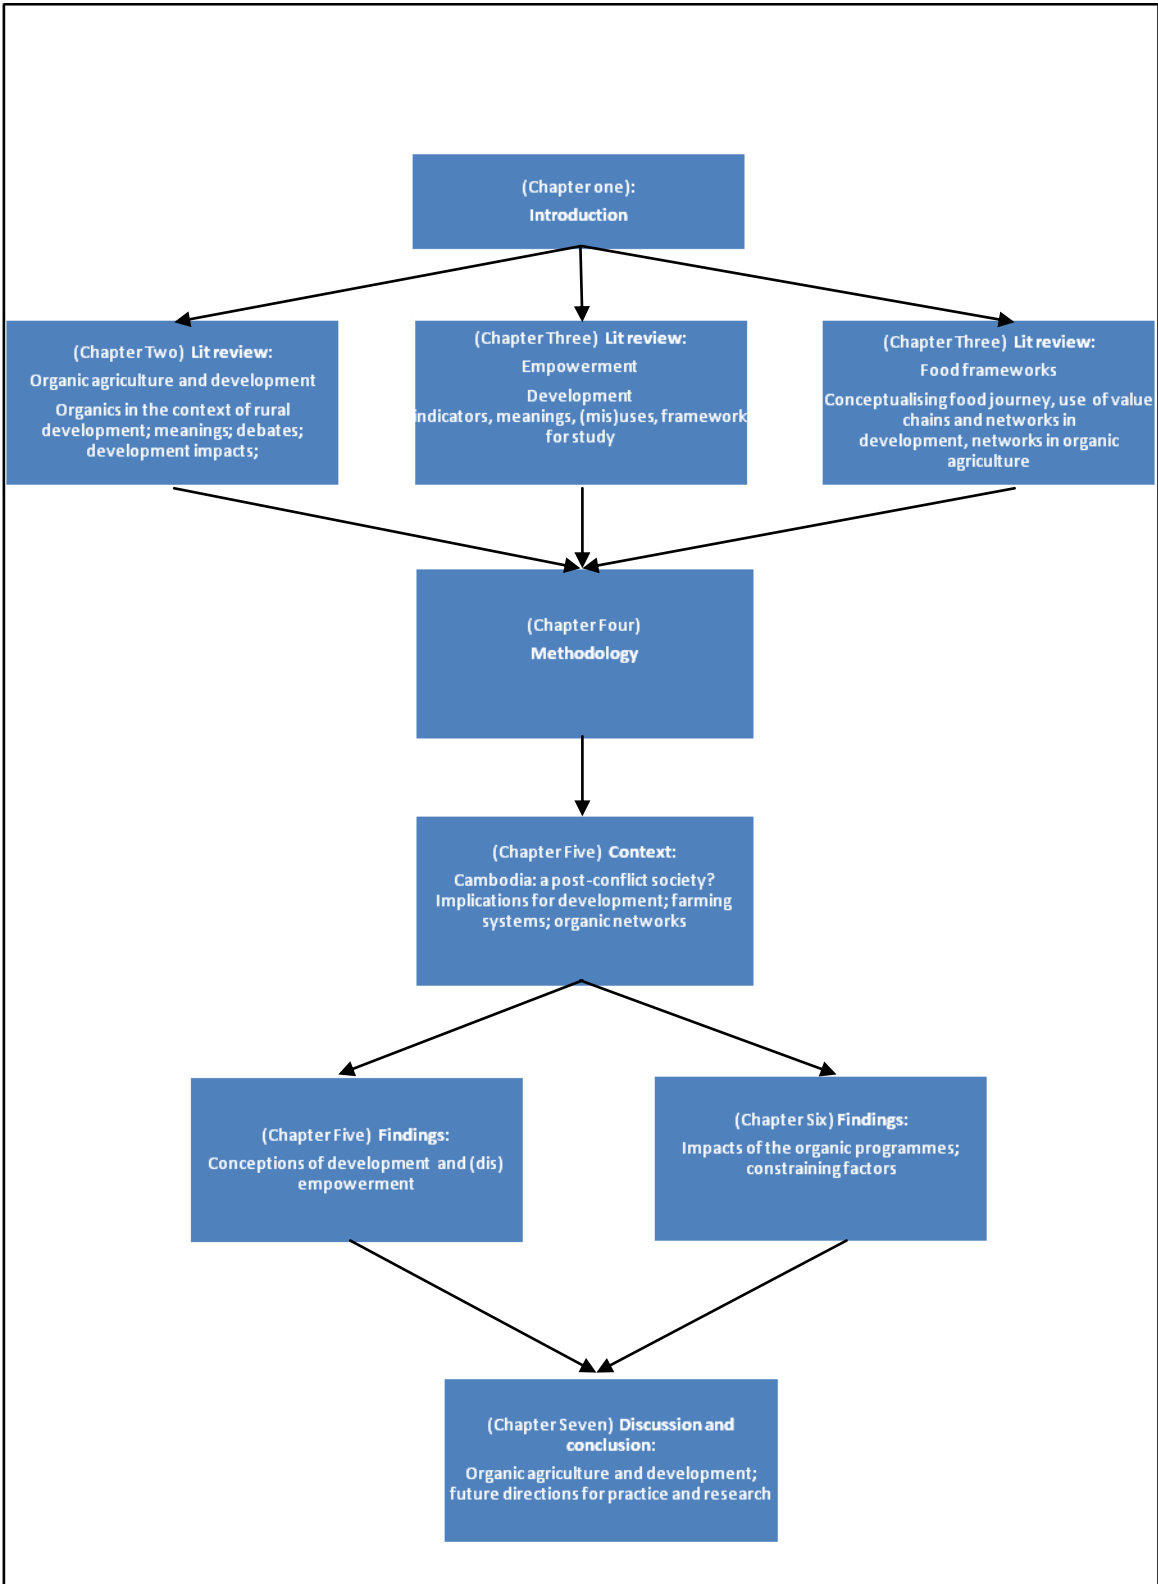 (Chapter one):
Introduction
(Chapter Two) Lit review:
Organic agriculture and development
Organics in the context of rural
development; meanings; debates;
development impacts;
(Chapter Three) Lit review:
Empowerment
Development
indicators, meanings, (mis)uses, framework
for study
(Chapter Three) Lit review:
Food frameworks
Conceptualising food journey, use of value
chains and networks in
development, networks in organic
agriculture
(Chapter Four)
Methodology
(Chapter Five) Context:
Cambodia: a post-conflict society?
Implications for development; farming
systems; organic networks
(Chapter Five) Findings:
Conceptions of development and (dis)
empowerment
(Chapter Six) Findings:
Impacts of the organic programmes;
constraining factors
(Chapter Seven) Discussion and
conclusion:
Organic agriculture and development;
future directions for practice and research